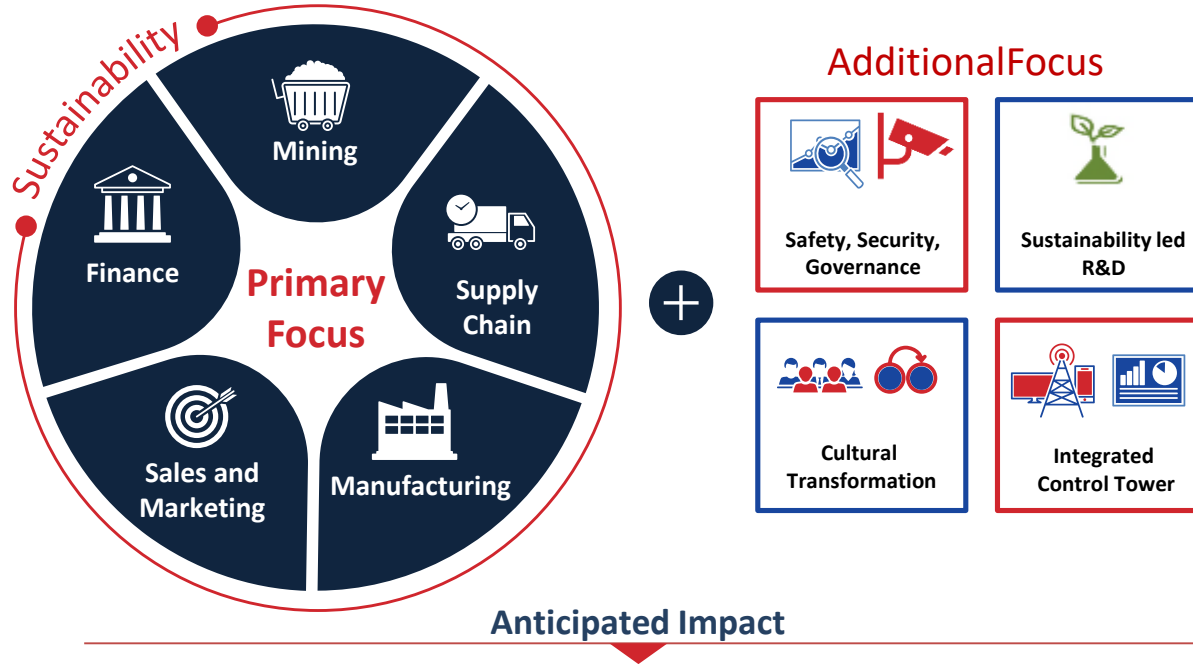 Sustainability
Mining
Finance
Supply
Chain
Primary
Focus
Sales and
Marketing
Manufacturing
AdditionalFocus
Safety, Security,
Governance
Sustainability led
R&D
Cultural
Transformation
Integrated
Control Tower
Anticipated Impact